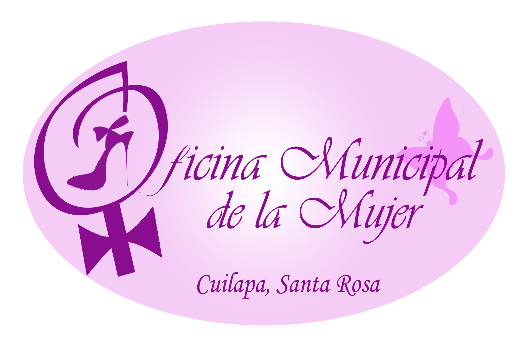 Oficina Municipal
de la Mujer
Cuilapa, Santa Rosa